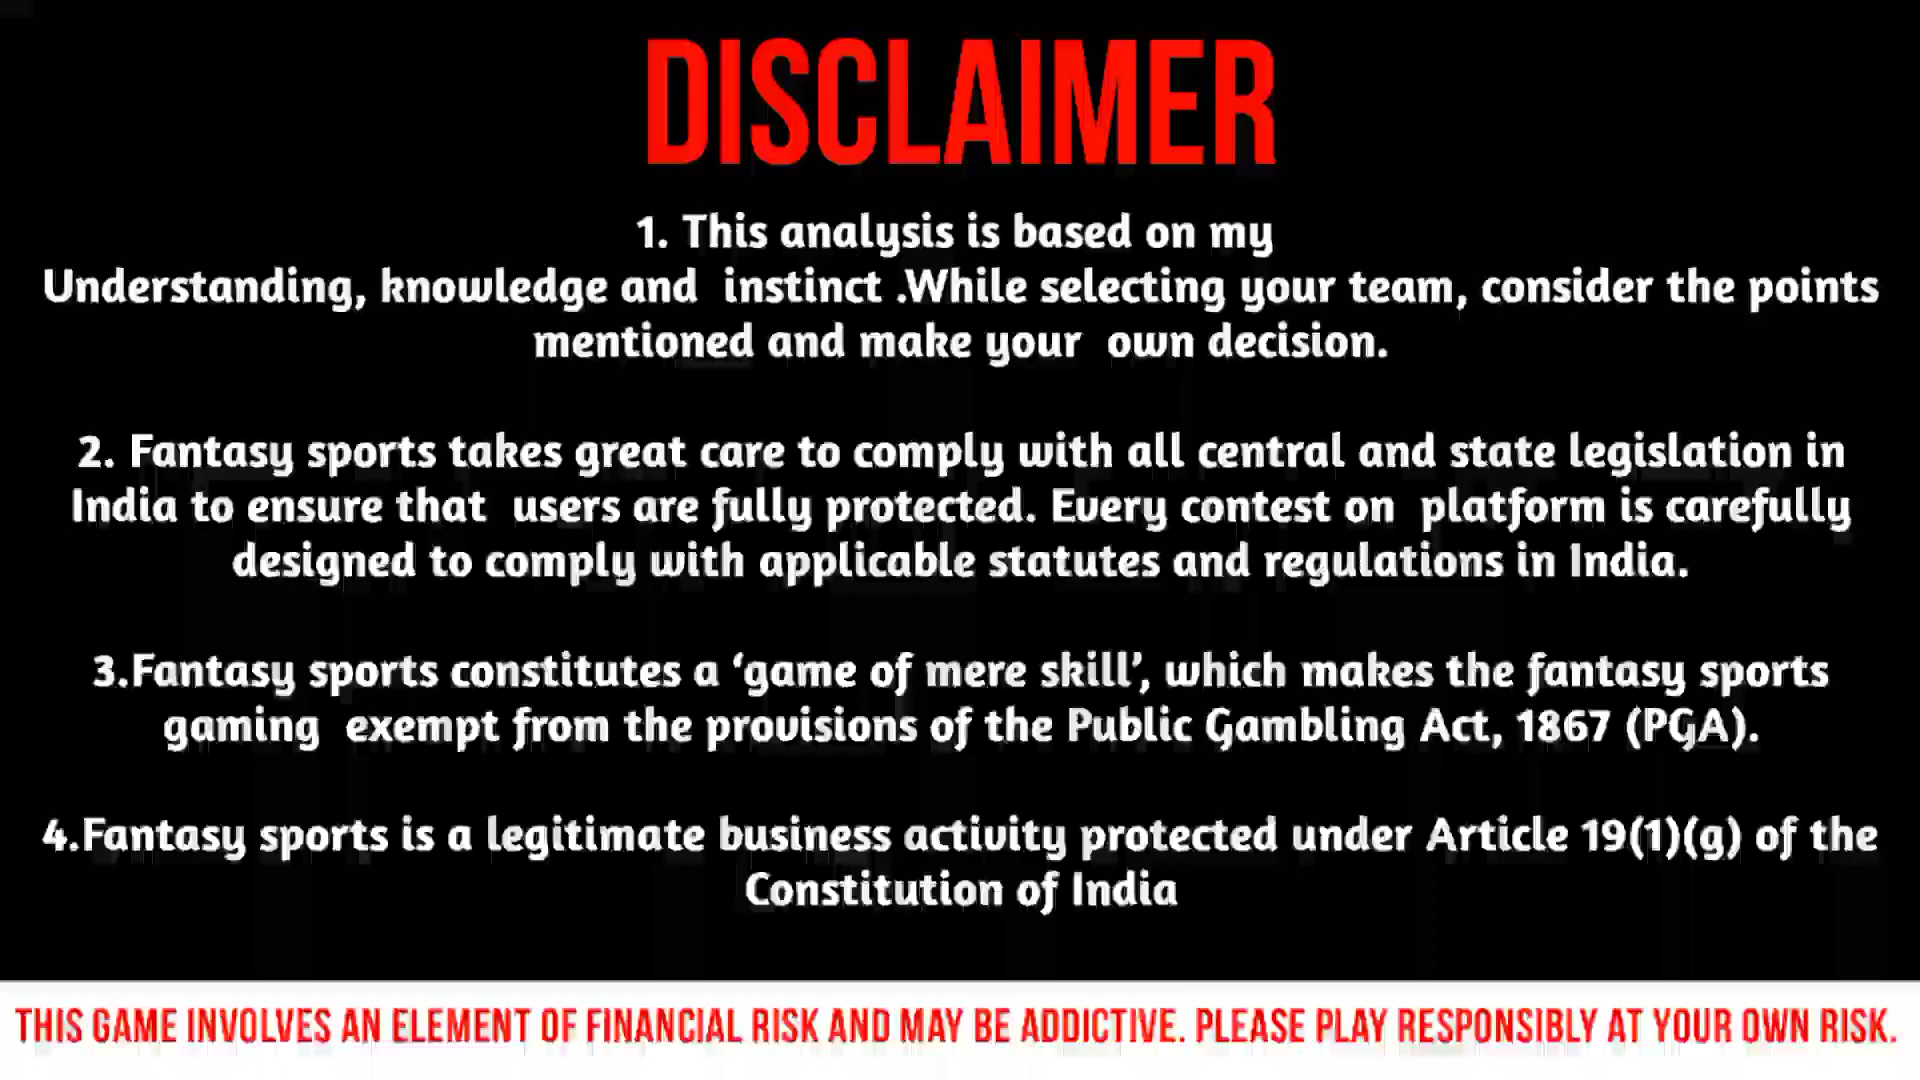 DISCLAIMER
1. This analysis is based on my
Understanding, knowledge and instinct .While selecting your team, consider the points
mentioned and make your own decision.
2. Fantasy sports takes great care to comply with all central and state legislation in
India to ensure that users are fully protected. Every contest on platform is carefully
designed to comply with applicable statutes and regulations in India.
3.Fantasy sports constitutes a ‘game of mere skill’, which makes the fantasy sports
gaming exempt from the provisions of the Public Gambling Act, 1867 (PGA).
4.Fantasy sports is a legitimate business activity protected under Article 19(1)(g) of the
Constitution of India
THIS GAME INVOLVES AN ELEMENT OF FINANCIAL RISK AND MAY BE ADDICTIVE. PLEASE PLAY RESPONSIBLY AT YOUR OWN RISK.